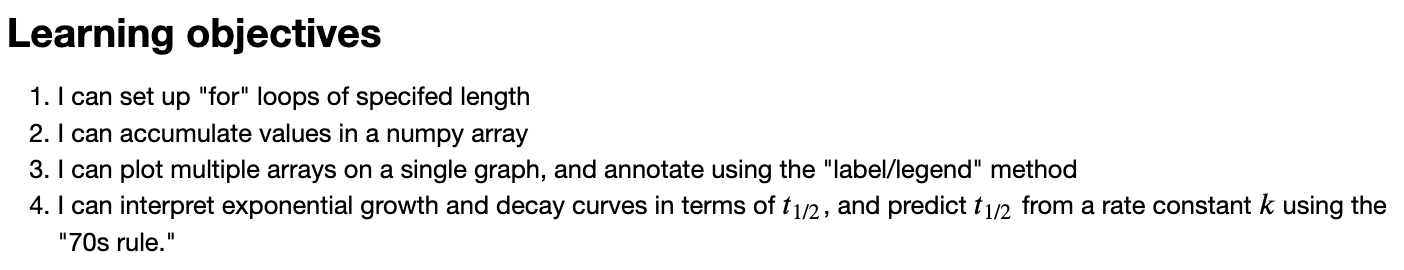 Learning objectives
1. I can set up "for" loops of specifed length
2. I can accumulate values in a numpy array
3. I can plot multiple arrays on a single graph, and annotate using the "label/legend" method
4. I can interpret exponential growth and decay curves in terms of t1/2, and predict t1/2 from a rate constant k using the
"70s rule."